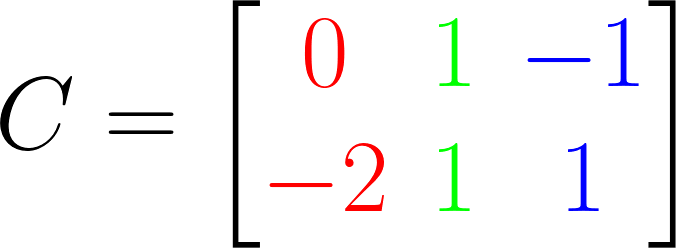 C = [ 0 1 −1
−2 1 1 ]